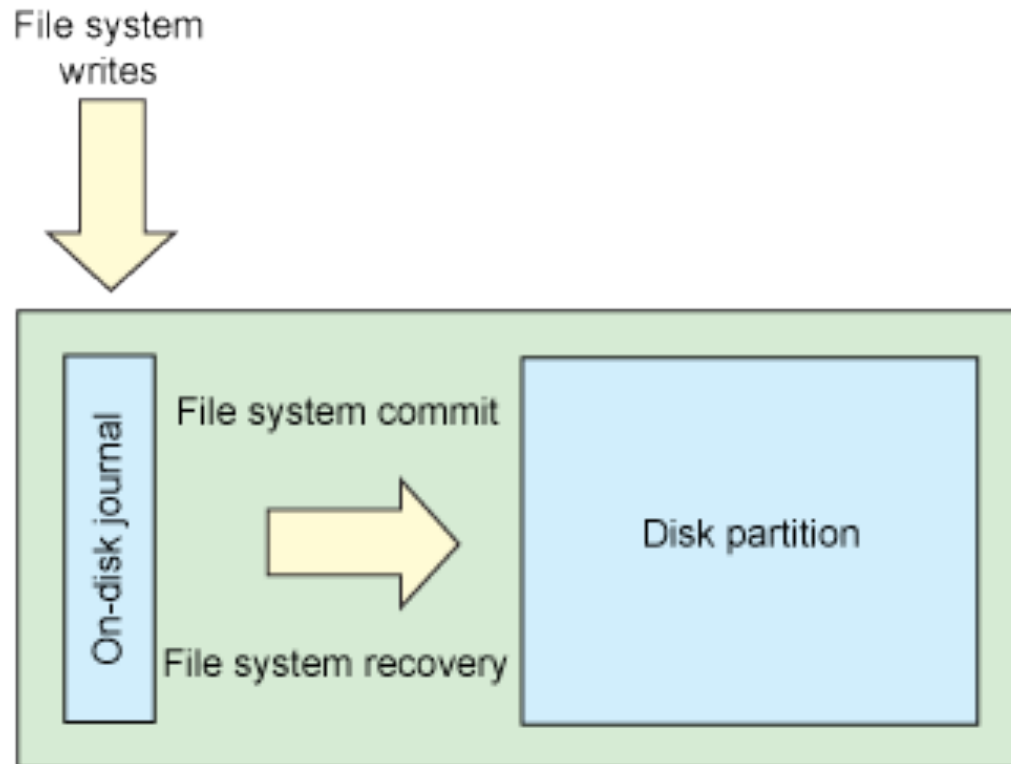 File system
writes
File system commit
On-disk journal
Disk partition
File system recovery